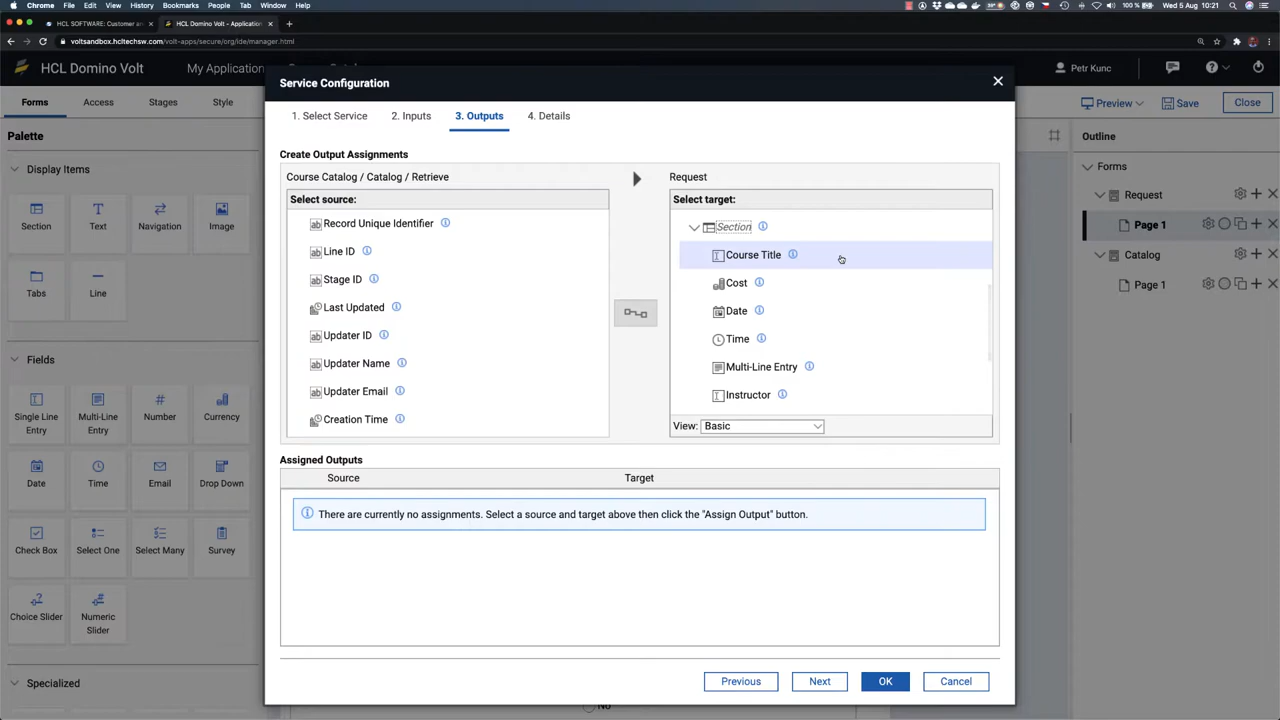 Chrome File Edit View History Bookmarks People Tab Window Help 100 % Wed 5 Aug 10:21
HCL SOFTWARE: Customer an HCL Domino Volt - Application
voltsandbox.hcltechsw.com/volt-apps/secure/org/ide/manager.html
HCL Domino Volt My Application Petr Kunc
Service Configuration
Forms Access Stages Style Preview Save Close
1. Select Service 2. Inputs 3. Outputs 4. Details
Palette Outline
Create Output Assignments
Display Items Forms
Course Catalog / Catalog / Retrieve Request
Select source: Select target:
Request
Section Text Navigation Image
Record Unique Identifier Section Page 1
Line ID Course Title Catalog
Stage ID Cost Page 1
Tabs Line
Last Updated Date
Updater ID Time
Fields
Updater Name Multi-Line Entry
Updater Email Instructor
Single Line Entry Multi-Line Entry Number Currency
Creation Time View: Basic
Assigned Outputs
Source Target
Date Time Email Drop Down
There are currently no assignments. Select a source and target above then click the "Assign Output" button.
Check Box Select One Select Many Survey
Choice Slider Numeric Slider
Specialized Previous Next OK Cancel
No